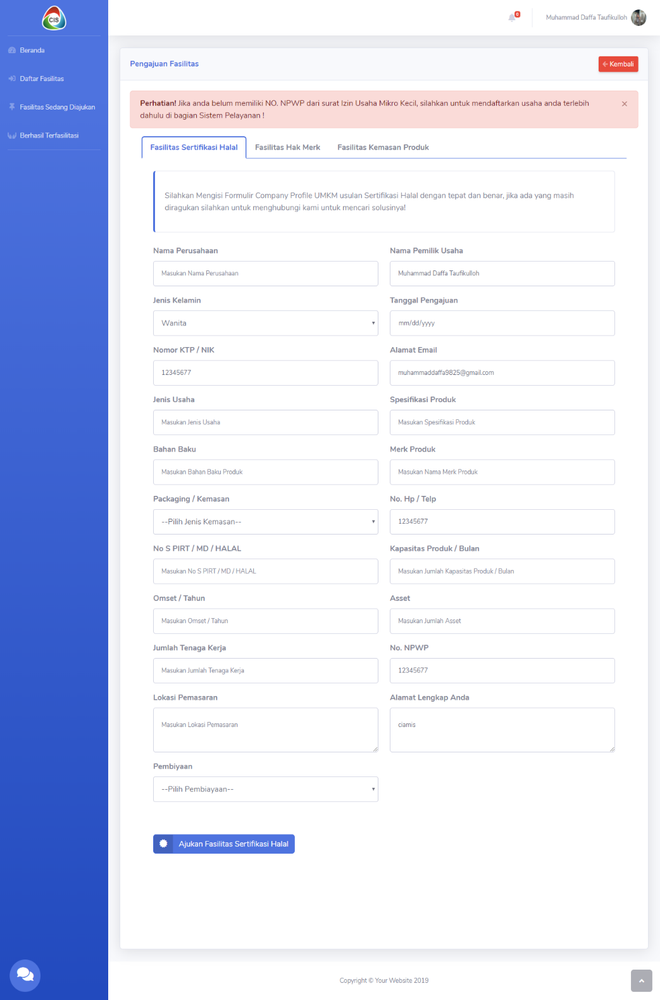 CIS
0
Muhammad Daffa Taufikulloh
Beranda
Daftar Fasilitas
Fasilitas Sedang Diajukan
Berhasil Terfasilitasi
Pengajuan Fasilitas
Kembali
Perhatian! Jika anda belum memiliki NO. NPWP dari surat Izin Usaha Mikro Kecil, silahkan untuk mendaftarkan usaha anda terlebih
dahulu di bagian Sistem Pelayanan !
×
Fasilitas Sertifikasi Halal Fasilitas Hak Merk Fasilitas Kemasan Produk
Silahkan Mengisi Formulir Company Profile UMKM usulan Sertifikasi Halal dengan tepat dan benar, jika ada yang masih
diragukan silahkan untuk menghubungi kami untuk mencari solusinya!
Nama Perusahaan Nama Pemilik Usaha
Masukan Nama Perusahaan Muhammad Daffa Taufikulloh
Jenis Kelamin Tanggal Pengajuan
Wanita mm/dd/yyyy
Nomor KTP / NIK Alamat Email
12345677 muhammaddaffa9825@gmail.com
Jenis Usaha Spesifikasi Produk
Masukan Jenis Usaha Masukan Spesifikasi Produk
Bahan Baku Merk Produk
Masukan Bahan Baku Produk Masukan Nama Merk Produk
Packaging / Kemasan No. Hp / Telp
--Pilih Jenis Kemasan-- 12345677
No S PIRT / MD / HALAL Kapasitas Produk / Bulan
Masukan No S PIRT / MD / HALAL Masukan Jumlah Kapasitas Produk / Bulan
Omset / Tahun Asset
Masukan Omset / Tahun Masukan Jumlah Asset
Jumlah Tenaga Kerja No. NPWP
Masukan Jumlah Tenaga Kerja 12345677
Lokasi Pemasaran Alamat Lengkap Anda
Masukan Lokasi Pemasaran ciamis
Pembiyaan
--Pilih Pembiayaan--
Ajukan Fasilitas Sertifikasi Halal
Copyright © Your Website 2019